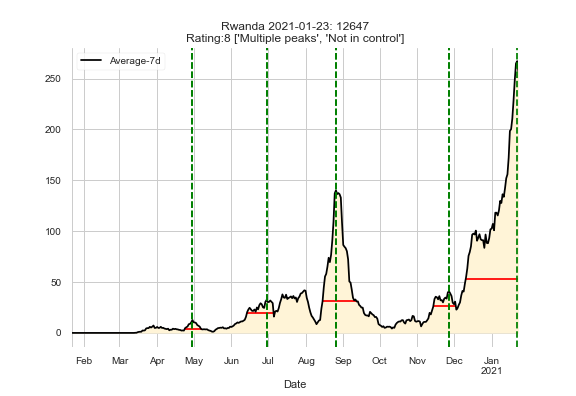 Rwanda 2021-01-23: 12647
Rating:8 ['Multiple peaks', 'Not in control']
Average-7d
250
200
150
100
50
0
Feb Mar Apr May Jun Jul Aug Sep Oct Nov Dec Jan
2021
Date